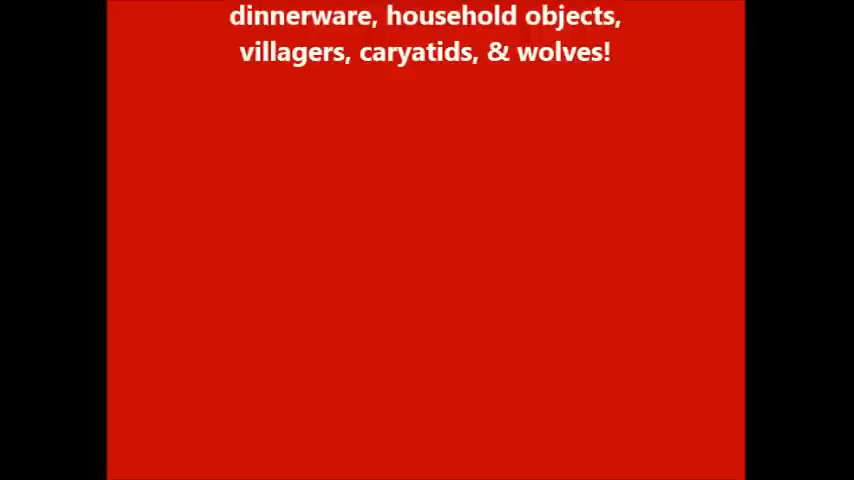 dinnerware, household objects,
villagers, caryatids, & wolves!